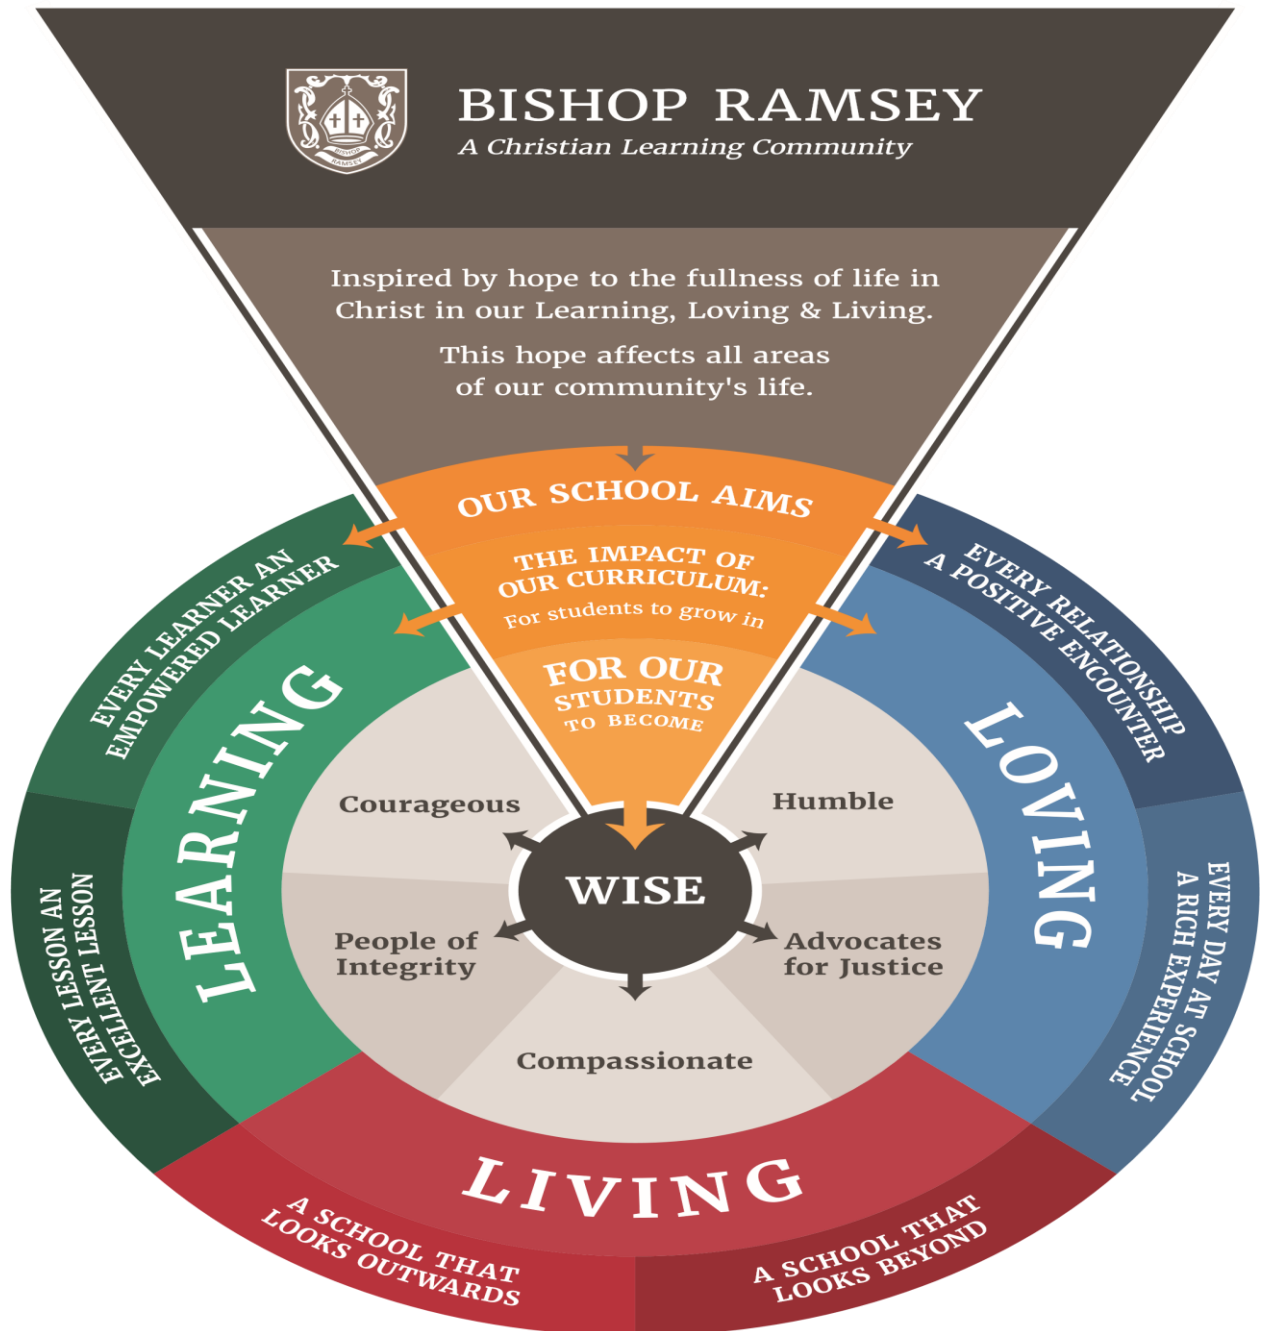 BISHOP RAMSEY
A Christian Learning Community
BISHOP
RAMSEY
Inspired by hope to the fullness of life in
Christ in our Learning, Loving & Living.
This hope affects all areas
of our community's life.
OUR SCHOOL AIMS
THE IMPACT OF
OUR CURRICULUM:
For students to grow in
FOR OUR
STUDENTS
TO BECOME
EVERY LEARNER AN
EMPOWERED LEARNER
EVERY LESSON AN
EXCELLENT LESSON
LEARNING
EVERY RELATIONSHIP
A POSITIVE ENCOUNTER
EVERY DAY AT SCHOOL
A RICH EXPERIENCE
LOVING
Courageous
Humble
WISE
People of
Integrity
Advocates
for Justice
Compassionate
LIVING
A SCHOOL THAT
LOOKS OUTWARDS
A SCHOOL THAT
LOOKS BEYOND